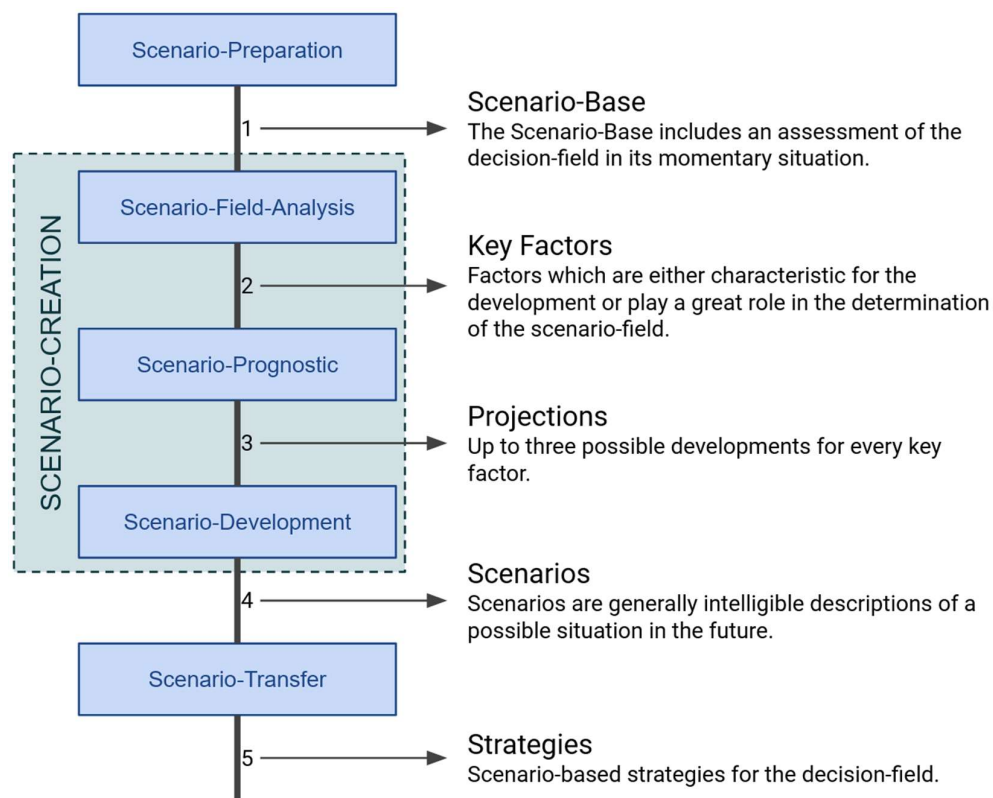 Scenario-Preparation
1
Scenario-Base
The Scenario-Base includes an assessment of the
decision-field in its momentary situation.
SCENARIO-CREATION
Scenario-Field-Analysis
2
Key Factors
Factors which are either characteristic for the
development or play a great role in the determination
of the scenario-field.
Scenario-Prognostic
3
Projections
Up to three possible developments for every key
factor.
Scenario-Development
4
Scenarios
Scenarios are generally intelligible descriptions of a
possible situation in the future.
Scenario-Transfer
5
Strategies
Scenario-based strategies for the decision-field.